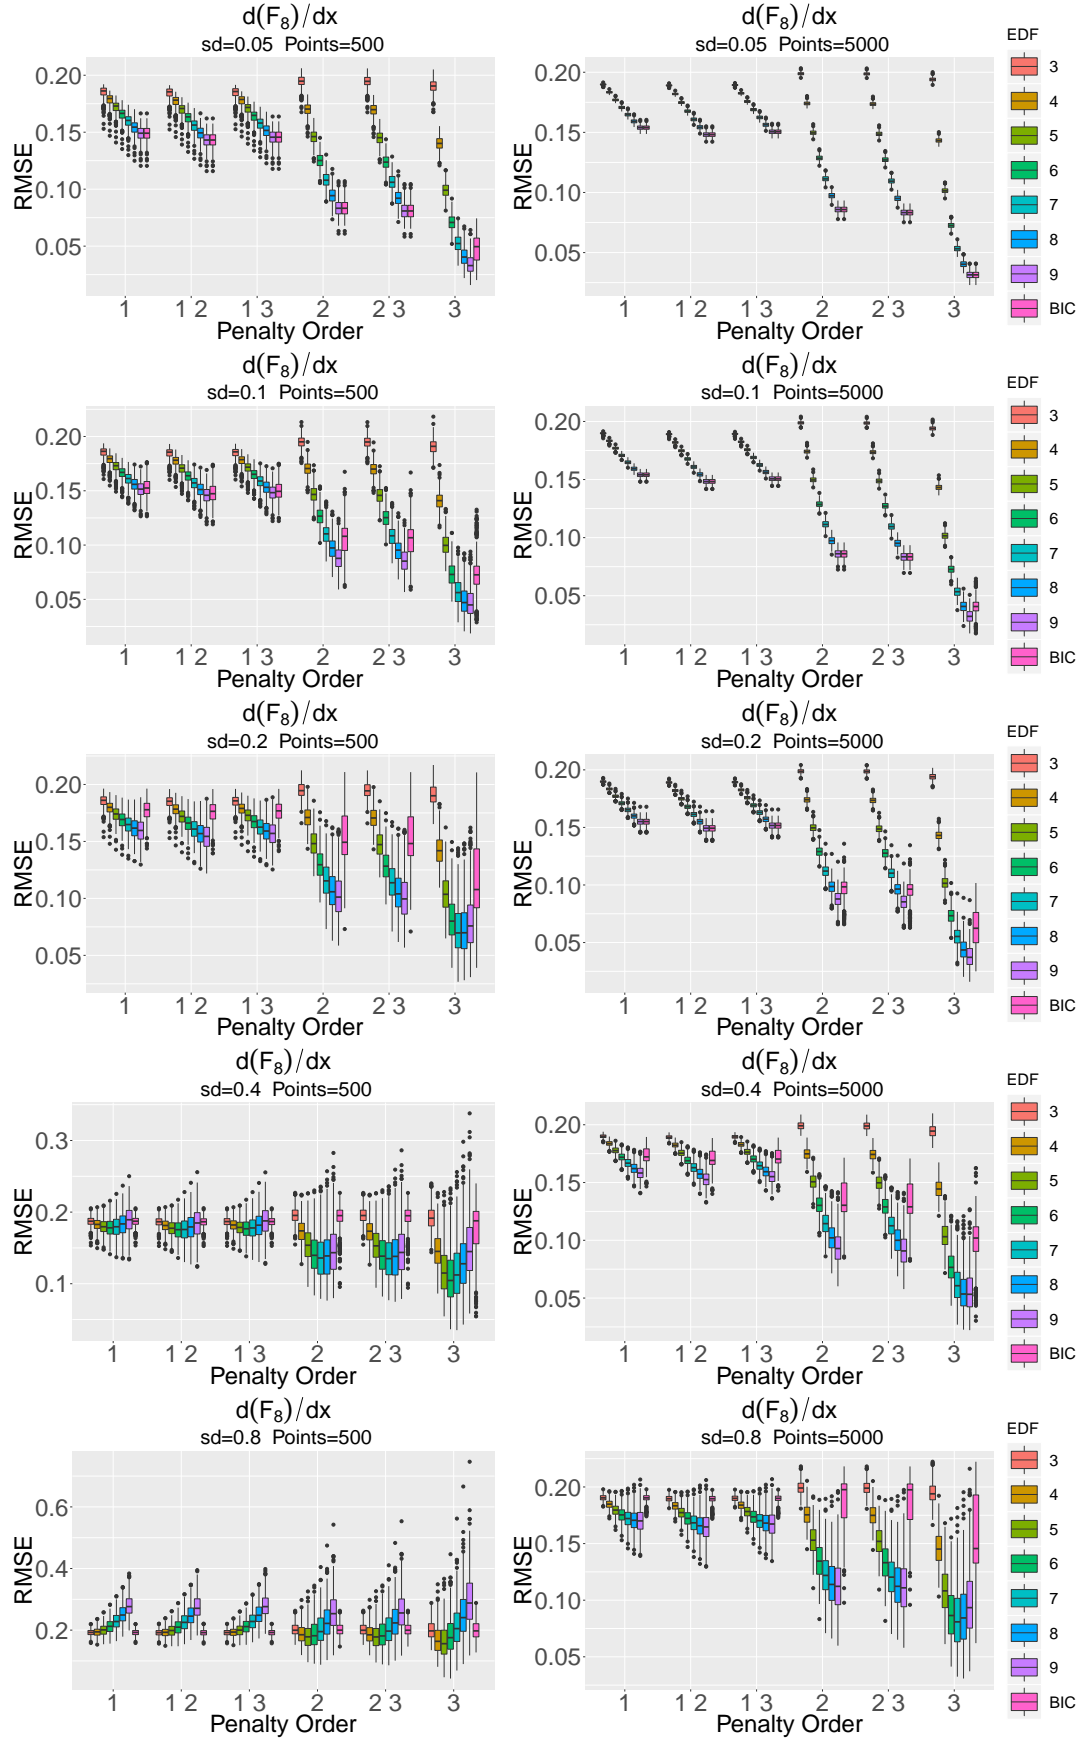 d(F₈)/dx
sd=0.05 Points=500
RMSE
0.20
0.15
0.10
0.05
1 1 2 1 3 2 2 3 3
Penalty Order
d(F₈)/dx
sd=0.05 Points=5000
RMSE
0.20
0.15
0.10
0.05
1 1 2 1 3 2 2 3 3
Penalty Order
EDF
3
4
5
6
7
8
9
BIC
d(F₈)/dx
sd=0.1 Points=500
RMSE
0.20
0.15
0.10
0.05
1 1 2 1 3 2 2 3 3
Penalty Order
d(F₈)/dx
sd=0.1 Points=5000
RMSE
0.20
0.15
0.10
0.05
1 1 2 1 3 2 2 3 3
Penalty Order
EDF
3
4
5
6
7
8
9
BIC
d(F₈)/dx
sd=0.2 Points=500
RMSE
0.20
0.15
0.10
0.05
1 1 2 1 3 2 2 3 3
Penalty Order
d(F₈)/dx
sd=0.2 Points=5000
RMSE
0.20
0.15
0.10
0.05
1 1 2 1 3 2 2 3 3
Penalty Order
EDF
3
4
5
6
7
8
9
BIC
d(F₈)/dx
sd=0.4 Points=500
RMSE
0.3
0.2
0.1
1 1 2 1 3 2 2 3 3
Penalty Order
d(F₈)/dx
sd=0.4 Points=5000
RMSE
0.20
0.15
0.10
0.05
1 1 2 1 3 2 2 3 3
Penalty Order
EDF
3
4
5
6
7
8
9
BIC
d(F₈)/dx
sd=0.8 Points=500
RMSE
0.6
0.4
0.2
1 1 2 1 3 2 2 3 3
Penalty Order
d(F₈)/dx
sd=0.8 Points=5000
RMSE
0.20
0.15
0.10
0.05
1 1 2 1 3 2 2 3 3
Penalty Order
EDF
3
4
5
6
7
8
9
BIC